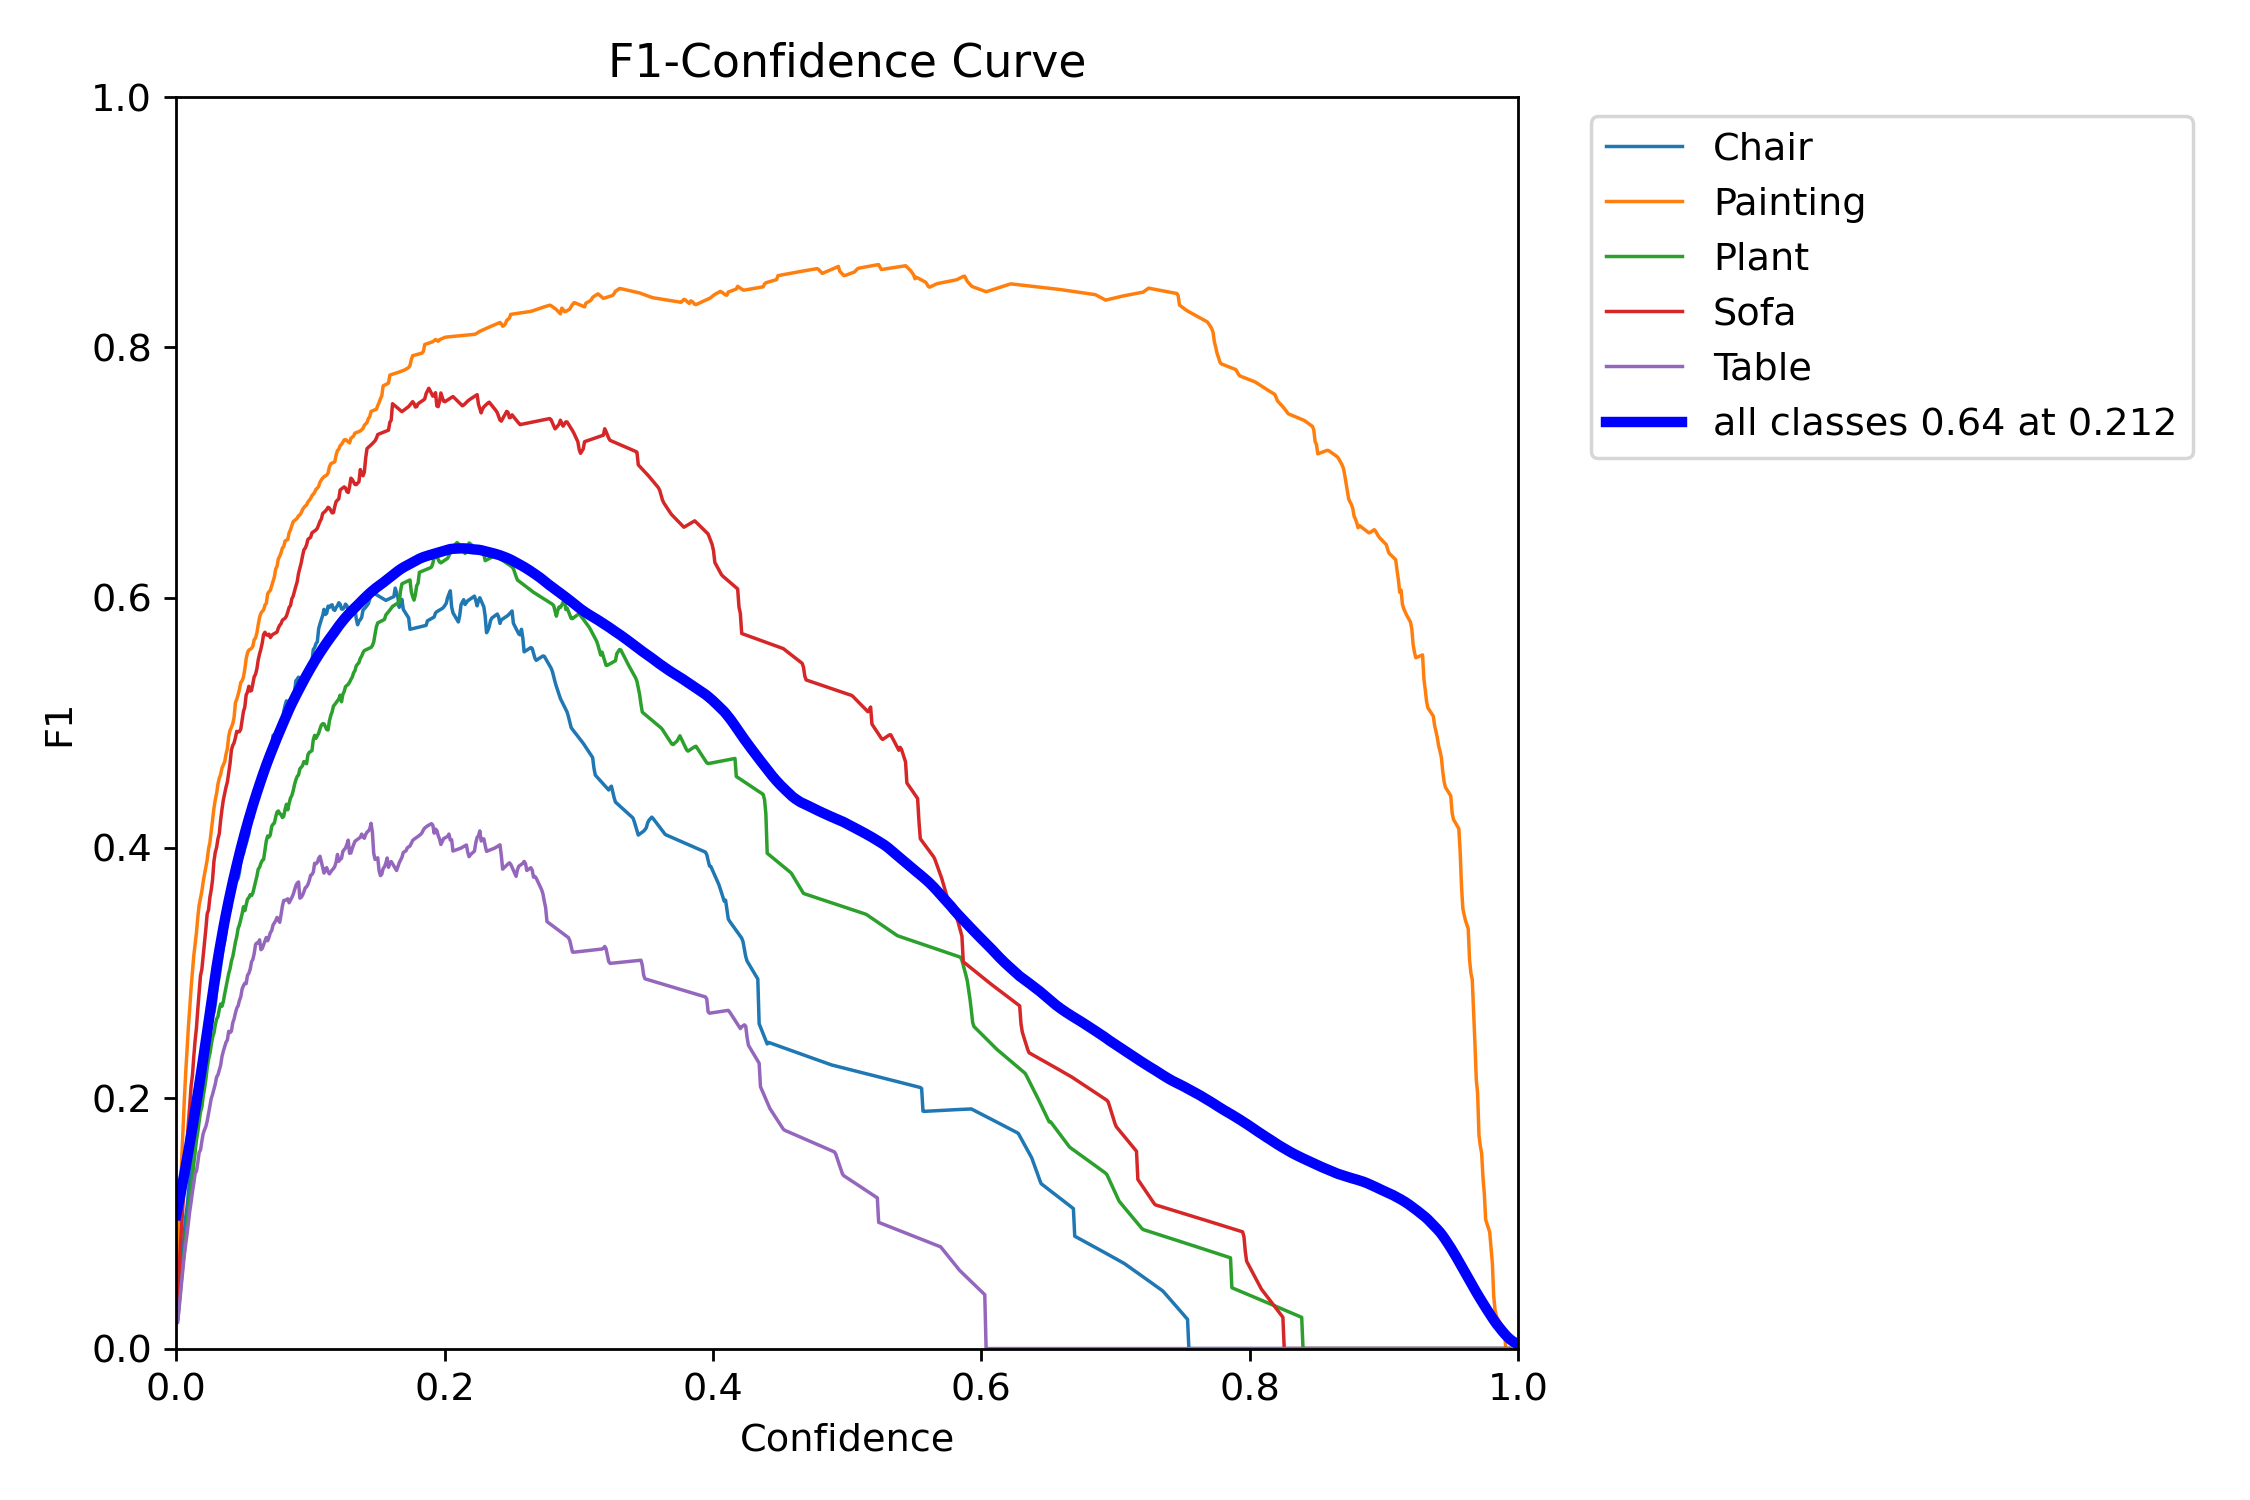 F1-Confidence Curve
1.0
0.8
0.6
0.4
0.2
0.0
F1
0.0 0.2 0.4 0.6 0.8 1.0
Confidence
Chair
Painting
Plant
Sofa
Table
all classes 0.64 at 0.212